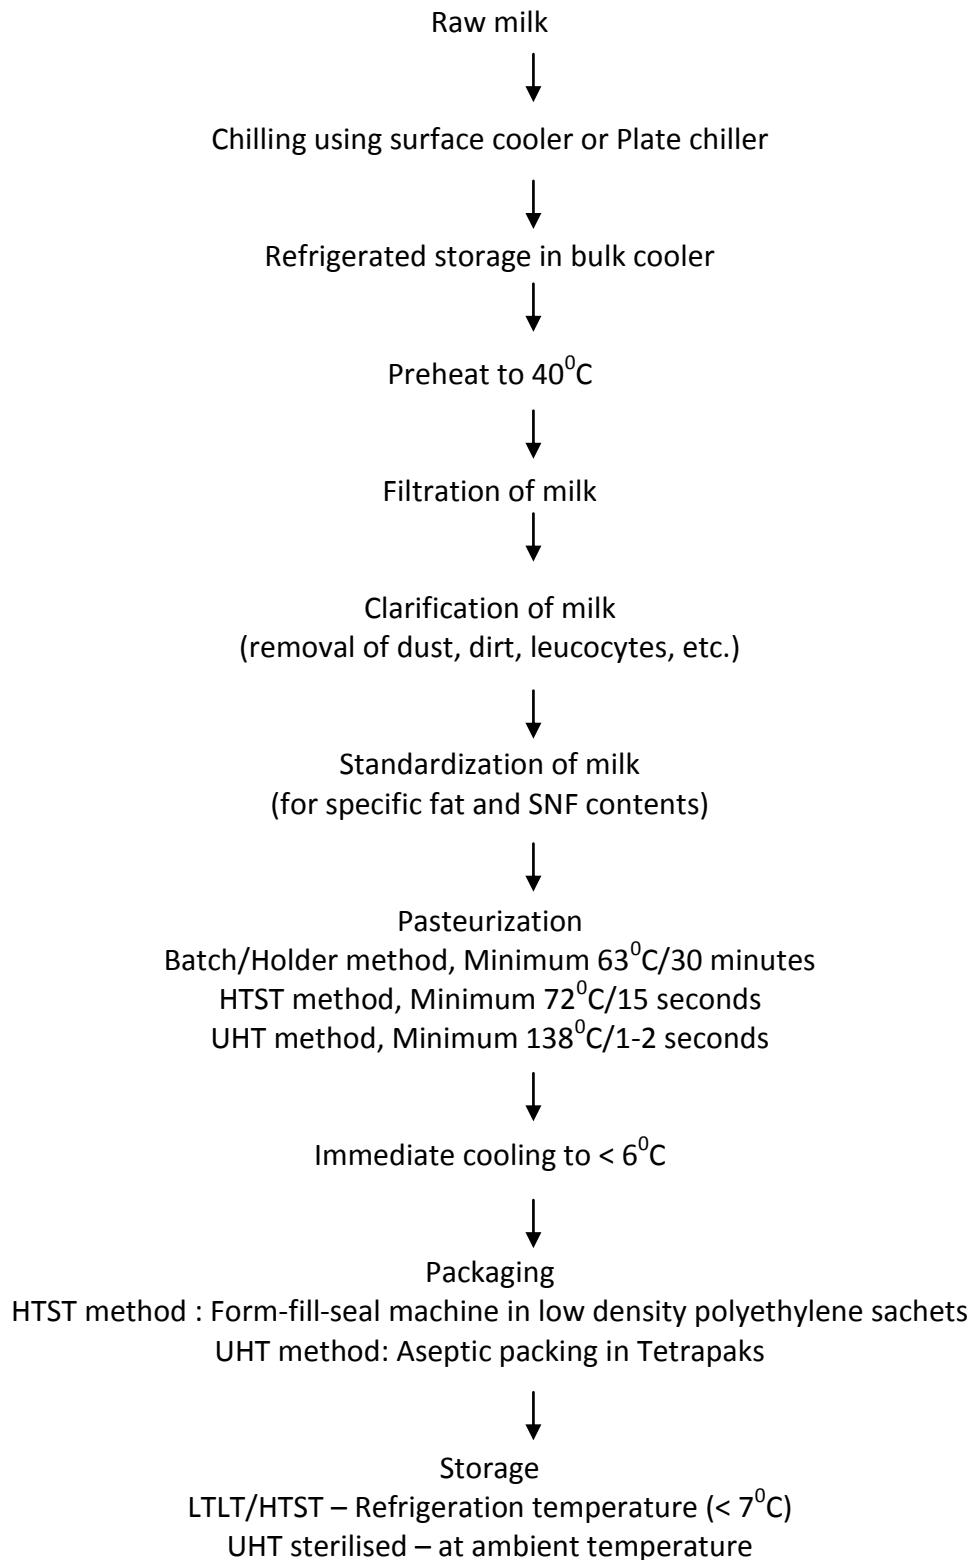 Raw milk
Chilling using surface cooler or Plate chiller
Refrigerated storage in bulk cooler
Preheat to 40⁰C
Filtration of milk
Clarification of milk
(removal of dust, dirt, leucocytes, etc.)
Standardization of milk
(for specific fat and SNF contents)
Pasteurization
Batch/Holder method, Minimum 63⁰C/30 minutes
HTST method, Minimum 72⁰C/15 seconds
UHT method, Minimum 138⁰C/1-2 seconds
Immediate cooling to < 6⁰C
Packaging
HTST method : Form-fill-seal machine in low density polyethylene sachets
UHT method: Aseptic packing in Tetrapaks
Storage
LTLT/HTST – Refrigeration temperature (< 7⁰C)
UHT sterilised – at ambient temperature